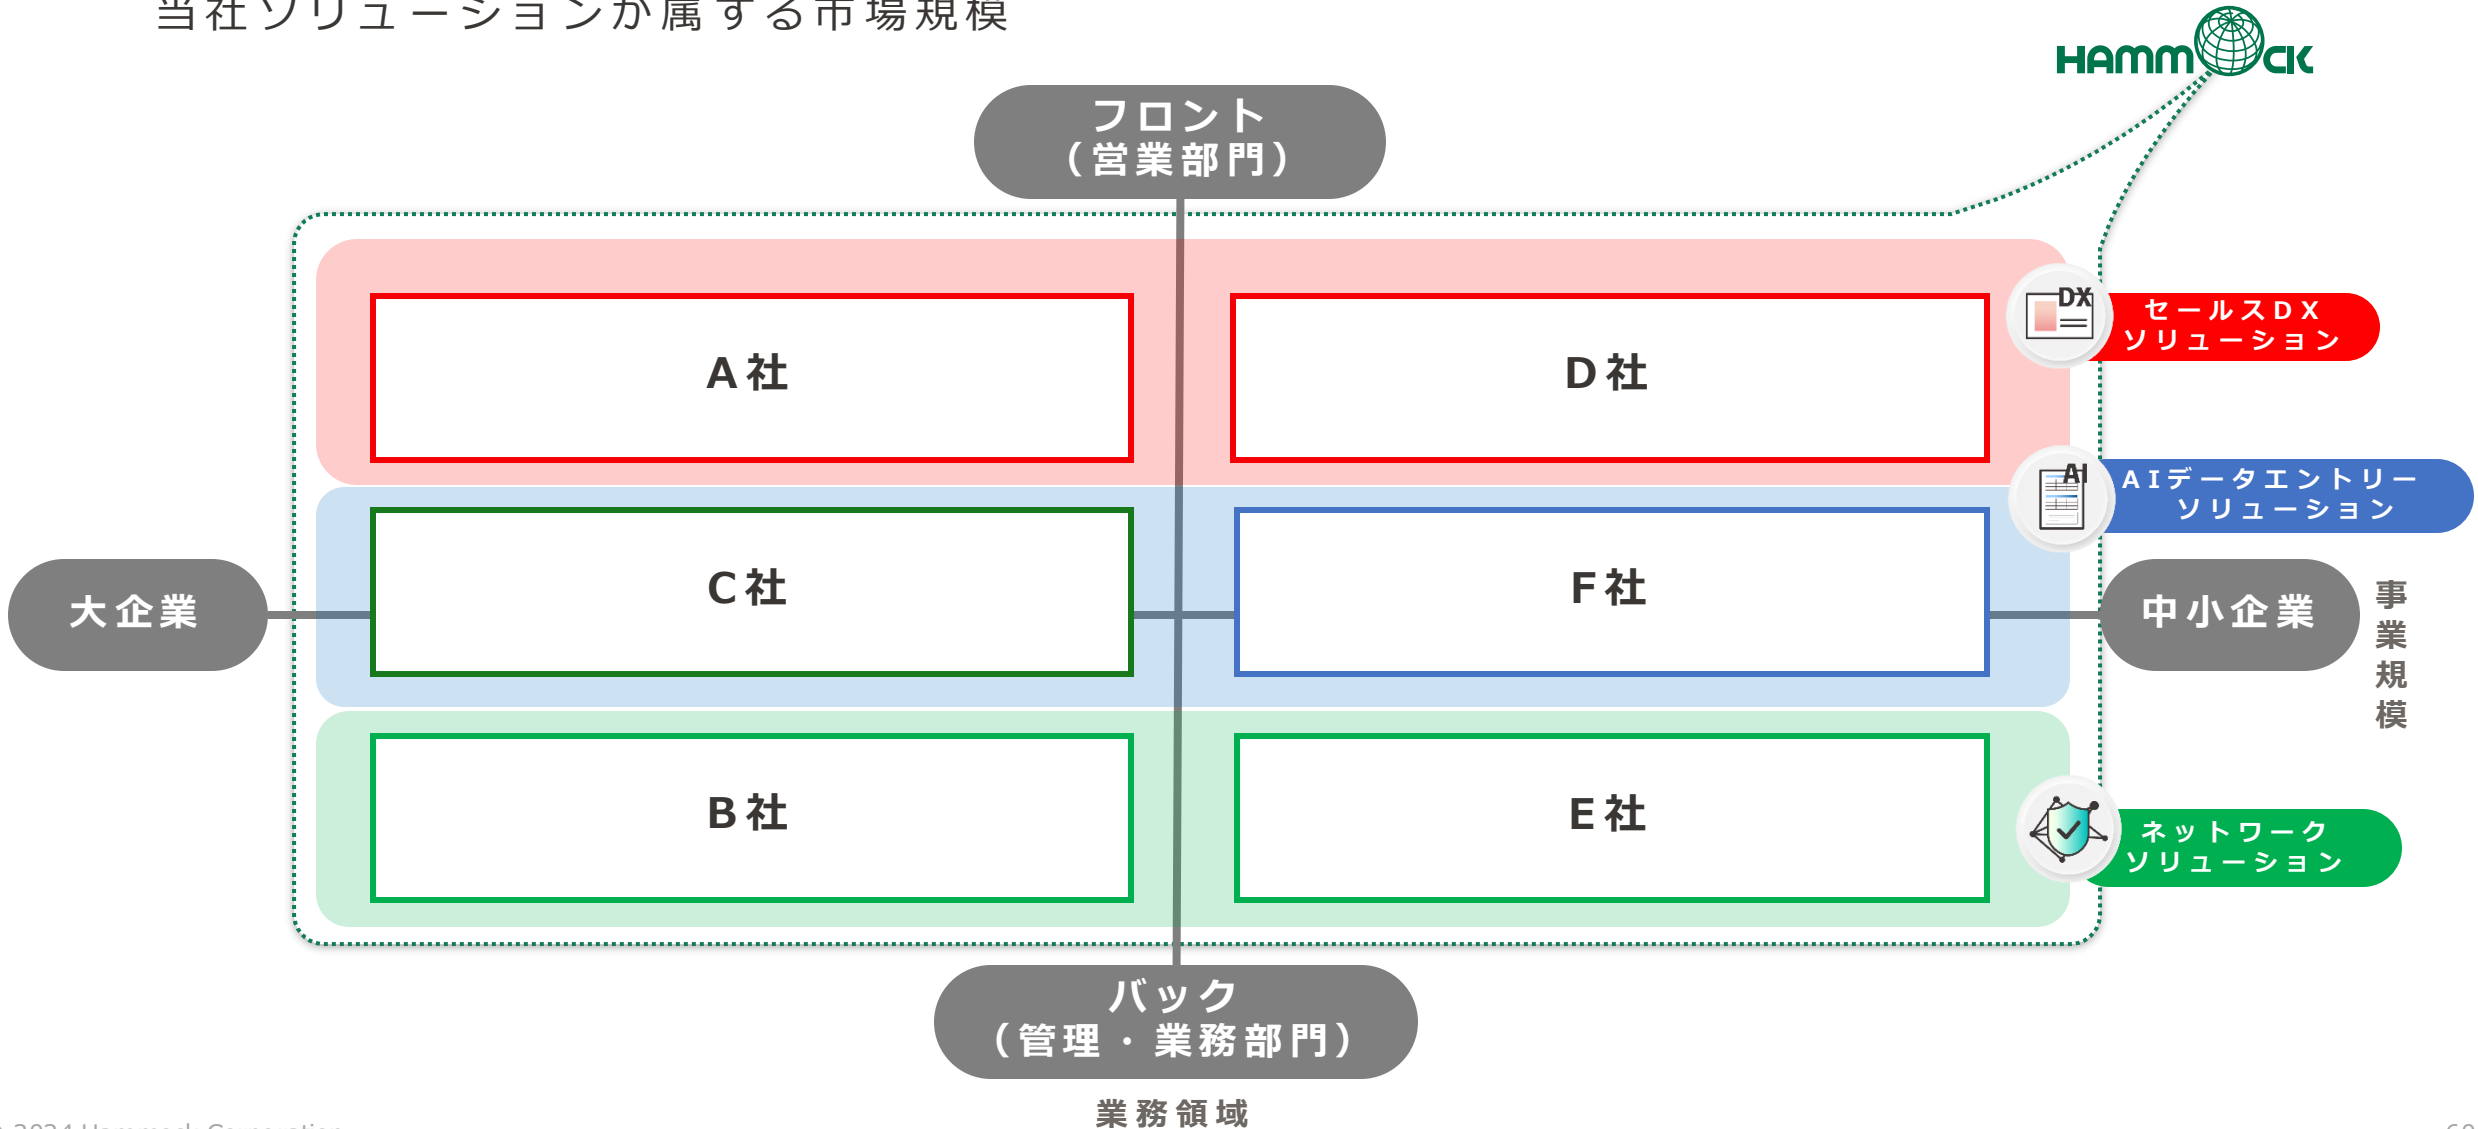 当社ソリューションが属する市場規模
HAMMOCK
フロント
（営業部門）
A社
D社
DX
セールスDX
ソリューション
AI
AIデータエントリー
ソリューション
C社
F社
大企業
中小企業
事業規模
B社
E社
ネットワーク
ソリューション
バック
（管理・業務部門）
業務領域
2024 Hammock Corporation